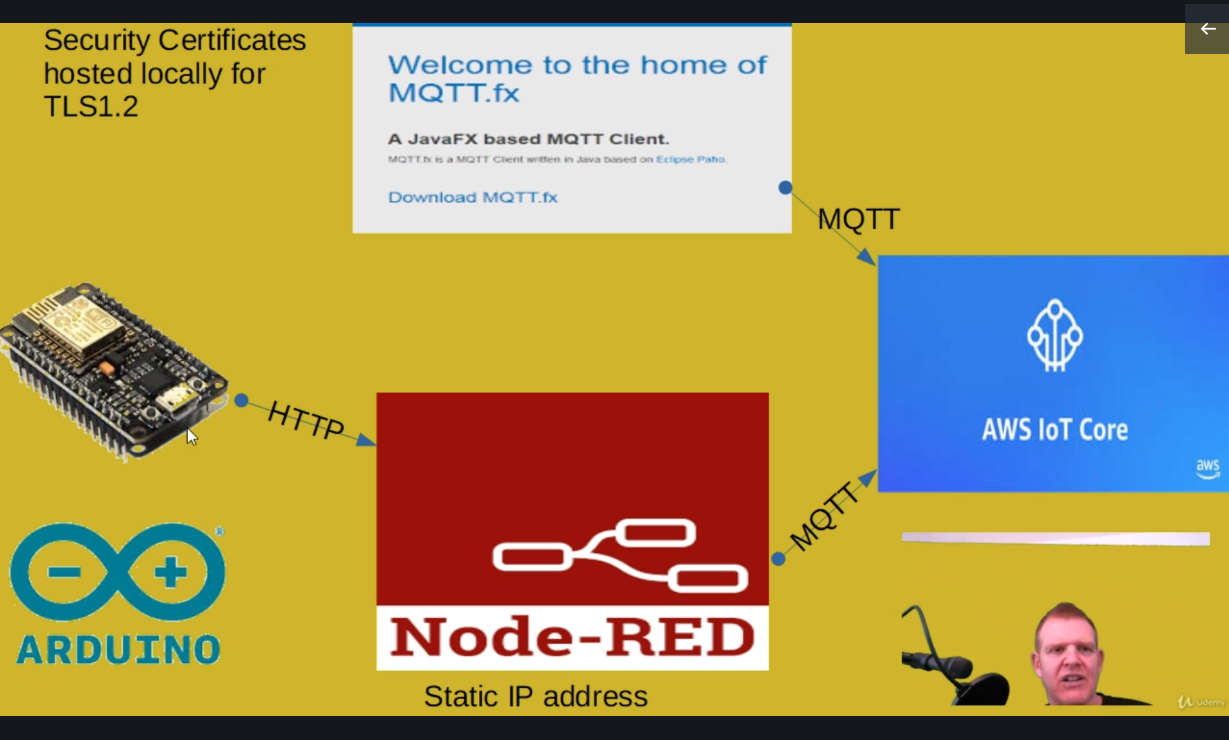 Security Certificates
hosted locally for
TLS1.2
Welcome to the home of
MQTT.fx
A JavaFX based MQTT Client.
MQTT.fx is a MQTT Client written in Java based on Eclipse Paho.
Download MQTT.fx
MQTT
AWS IoT Core
aws
HTTP
MQTT
ARDUINO
Node-RED
Static IP address
Udemy